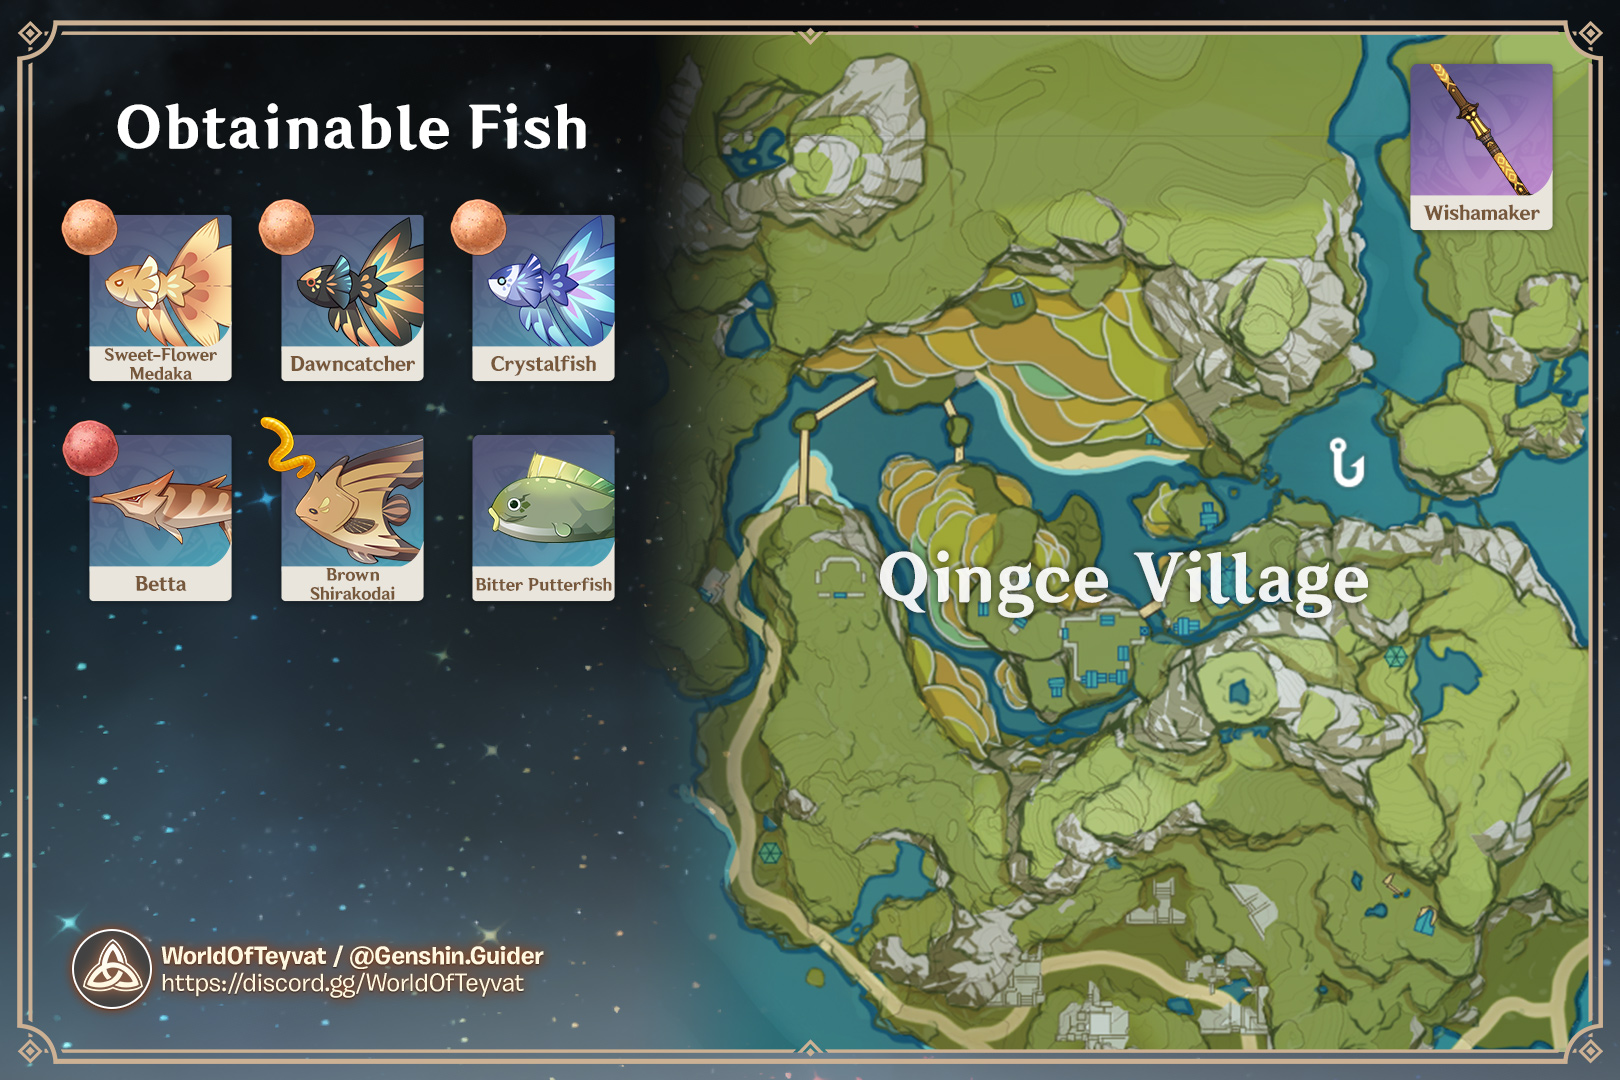 Obtainable Fish
Wishamaker
Sweet-Flower
Medaka
Dawncatcher
Crystalfish
Betta
Brown
Shirakodai
Bitter Putterfish
Qingce Village
WorldOfTeyvat / @Genshin.Guider
https://discord.gg/WorldOfTeyvat